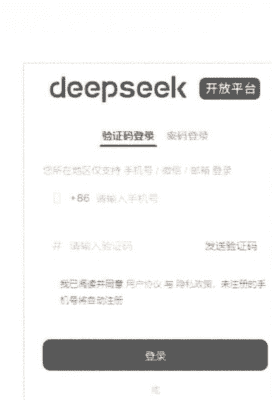 deepseek 开放平台
验证码登录 密码登录
您所在地区仅支持 手机号 / 微信 / 邮箱 登录
+86 请输入手机号
# 请输入验证码 发送验证码
我已阅读并同意 用户协议 与 隐私政策，未注册的手
机号将自动注册
登录